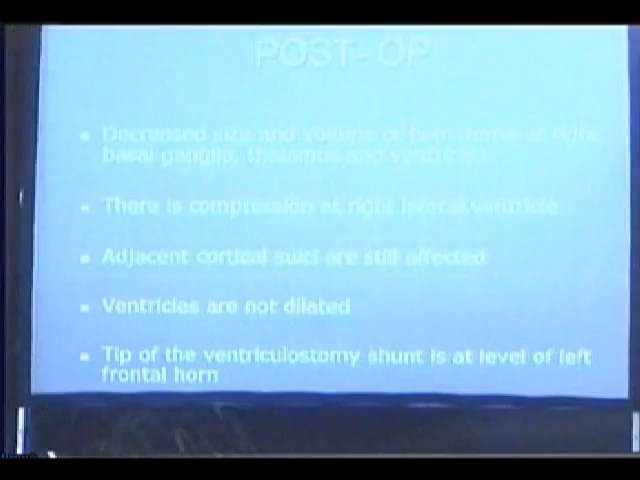 POST- OP
▪ Decreased size and volume of hematoma at right
basal ganglia, thalamus and ventricles
▪ There is compression at right lateral ventricle
▪ Adjacent cortical sulci are still affected
▪ Ventricles are not dilated
▪ Tip of the ventriculostomy shunt is at level of left
frontal horn